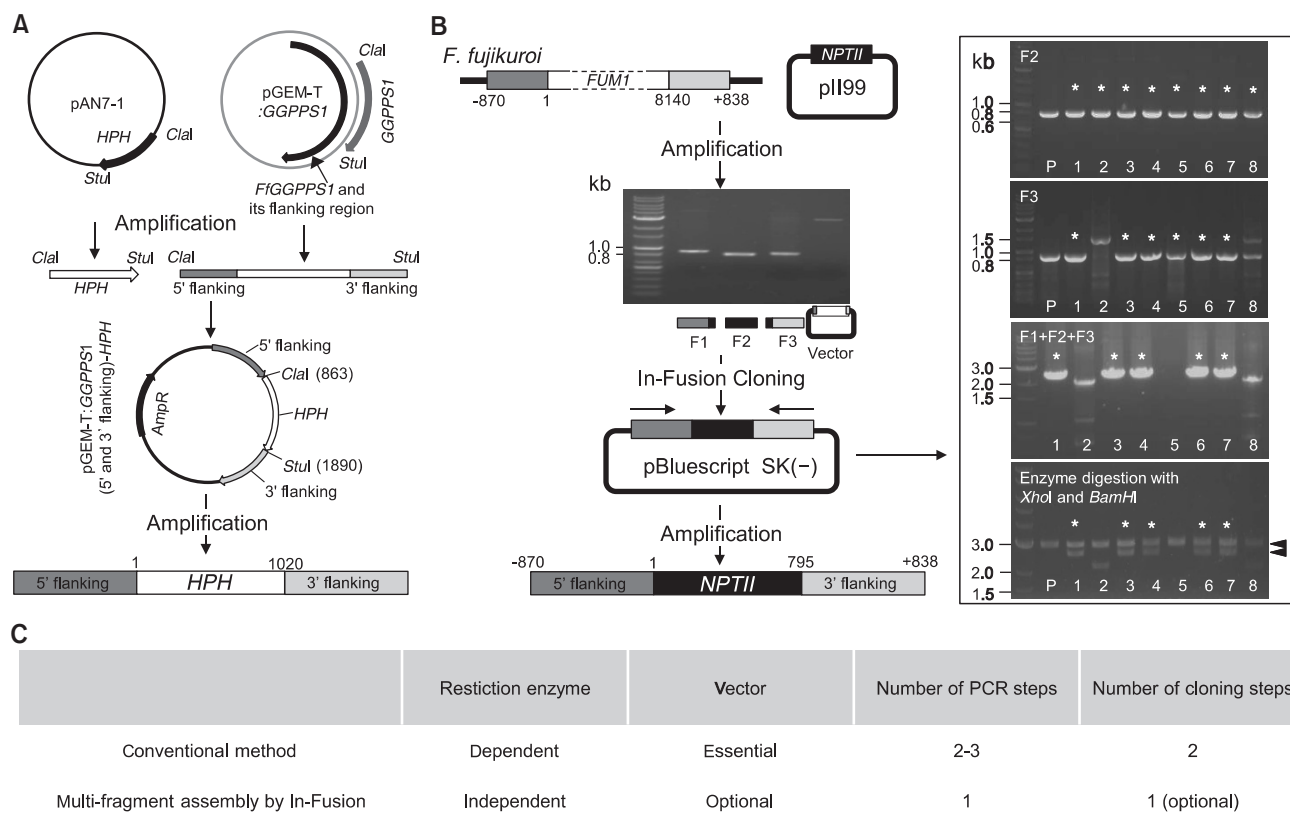 A
pAN7-1
HPH
ClaI
StuI
pGEM-T
:GGPPS1
ClaI
GGPPS1
StuI
FfGGPPS1 and
its flanking region
Amplification
ClaI
StuI
HPH
ClaI
StuI
5' flanking
3' flanking
pGEM-T:GGPPS1
(5' and 3' flanking)-HPH
AmpR
5' flanking
ClaI (863)
HPH
StuI (1890)
3' flanking
Amplification
1
1020
5' flanking
HPH
3' flanking
B
F. fujikuroi
FUM1
-870
1
8140
+838
NPTII
pII99
Amplification
kb
1.0
0.8
F1
F2
F3
Vector
In-Fusion Cloning
pBluescript SK(−)
Amplification
-870
1
795
+838
5' flanking
NPTII
3' flanking
kb
F2
* * * * * * * *
1.0
0.8
0.6
P 1 2 3 4 5 6 7 8
F3
* * * * * *
1.5
1.0
0.8
P 1 2 3 4 5 6 7 8
F1+F2+F3
* * * * *
3.0
2.0
1.5
1 2 3 4 5 6 7 8
Enzyme digestion with
XhoI and BamHI
* * * * *
3.0
2.0
1.5
P 1 2 3 4 5 6 7 8
C
Restiction enzyme Vector Number of PCR steps Number of cloning steps
Conventional method Dependent Essential 2-3 2
Multi-fragment assembly by In-Fusion Independent Optional 1 1 (optional)